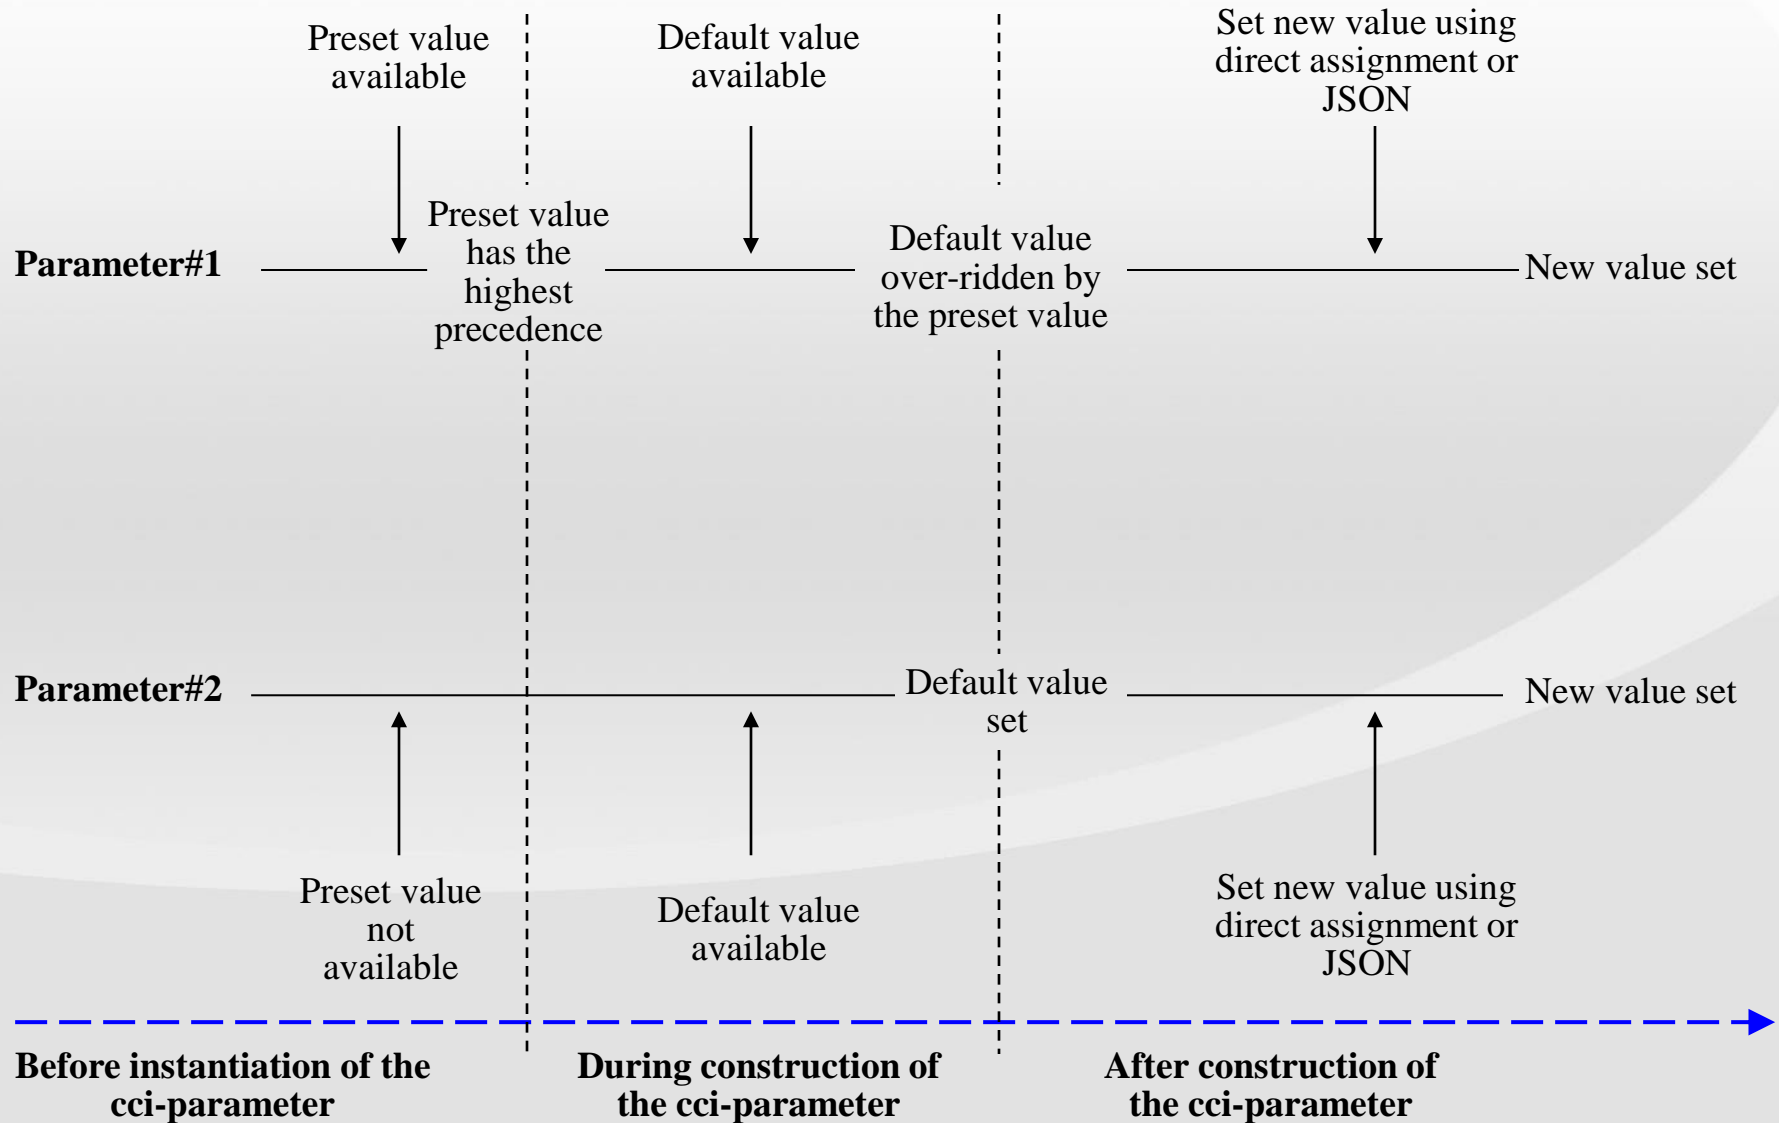 Preset value
available
Default value
available
Set new value using
direct assignment or
JSON
Parameter#1
Preset value
has the
highest
precedence
Default value
over-ridden by
the preset value
New value set
Parameter#2
Default value
set
New value set
Preset value
not
available
Default value
available
Set new value using
direct assignment or
JSON
Before instantiation of the
cci-parameter
During construction of
the cci-parameter
After construction of
the cci-parameter